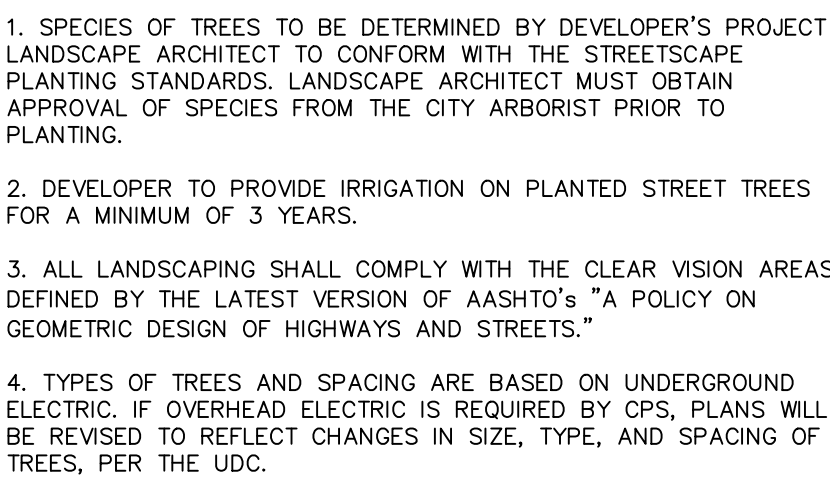 1. SPECIES OF TREES TO BE DETERMINED BY DEVELOPER'S PROJECT
LANDSCAPE ARCHITECT TO CONFORM WITH THE STREETSCAPE
PLANTING STANDARDS. LANDSCAPE ARCHITECT MUST OBTAIN
APPROVAL OF SPECIES FROM THE CITY ARBORIST PRIOR TO
PLANTING.
2. DEVELOPER TO PROVIDE IRRIGATION ON PLANTED STREET TREES
FOR A MINIMUM OF 3 YEARS.
3. ALL LANDSCAPING SHALL COMPLY WITH THE CLEAR VISION AREAS
DEFINED BY THE LATEST VERSION OF AASHTO's "A POLICY ON
GEOMETRIC DESIGN OF HIGHWAYS AND STREETS."
4. TYPES OF TREES AND SPACING ARE BASED ON UNDERGROUND
ELECTRIC. IF OVERHEAD ELECTRIC IS REQUIRED BY CPS, PLANS WILL
BE REVISED TO REFLECT CHANGES IN SIZE, TYPE, AND SPACING OF
TREES, PER THE UDC.